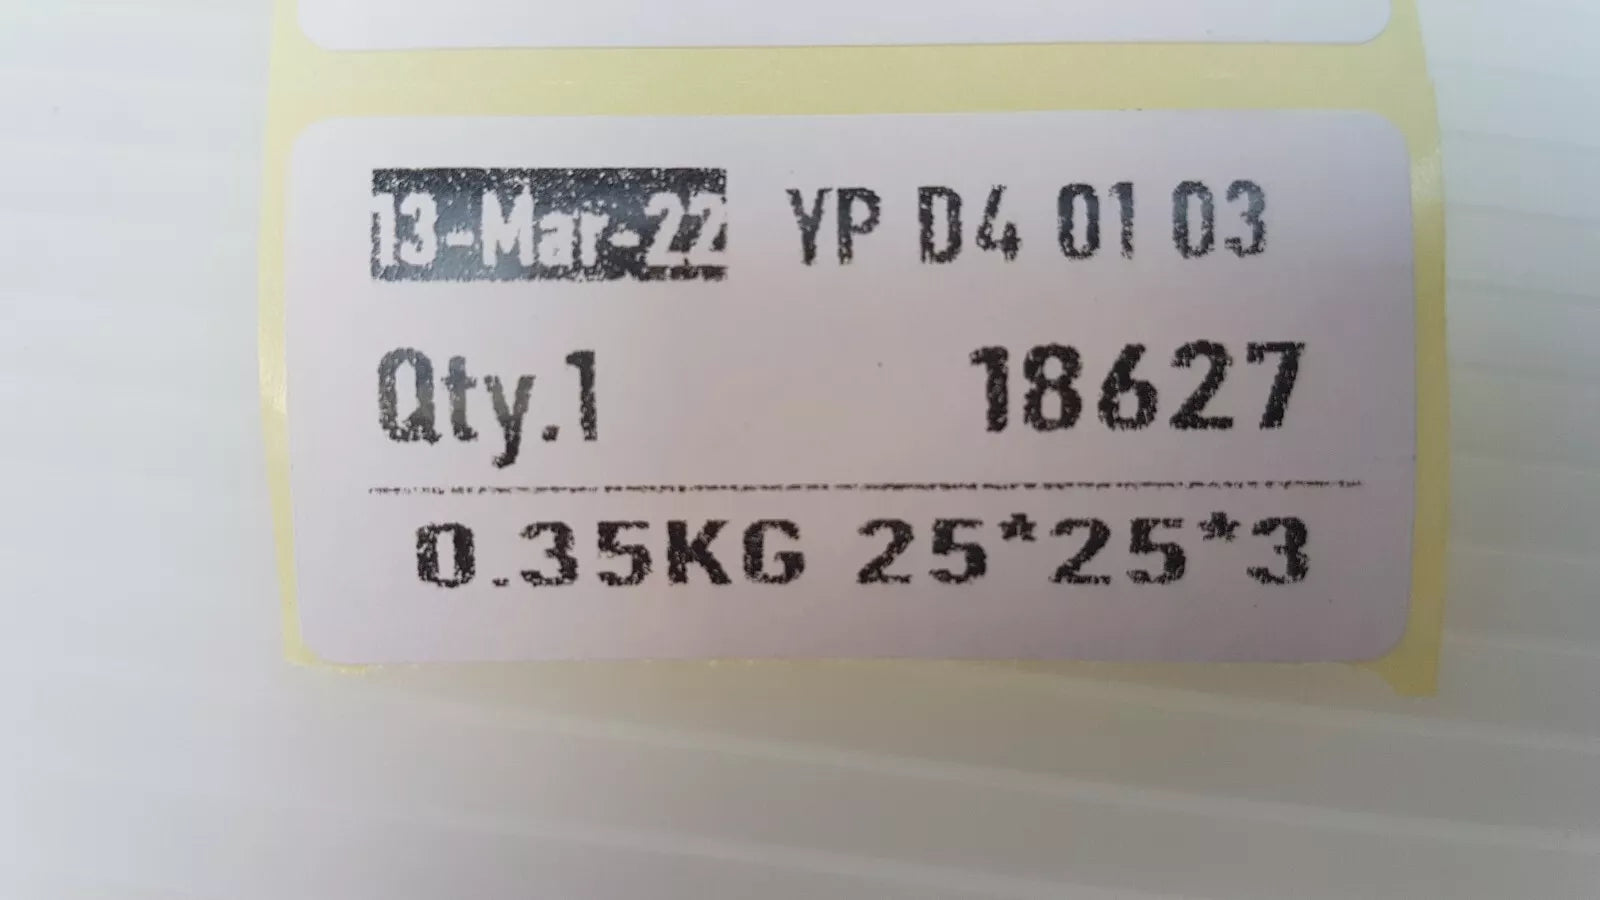 13-Mar-22 YP D4 01 03
Qty.1 18627
0.35KG 25*25*3